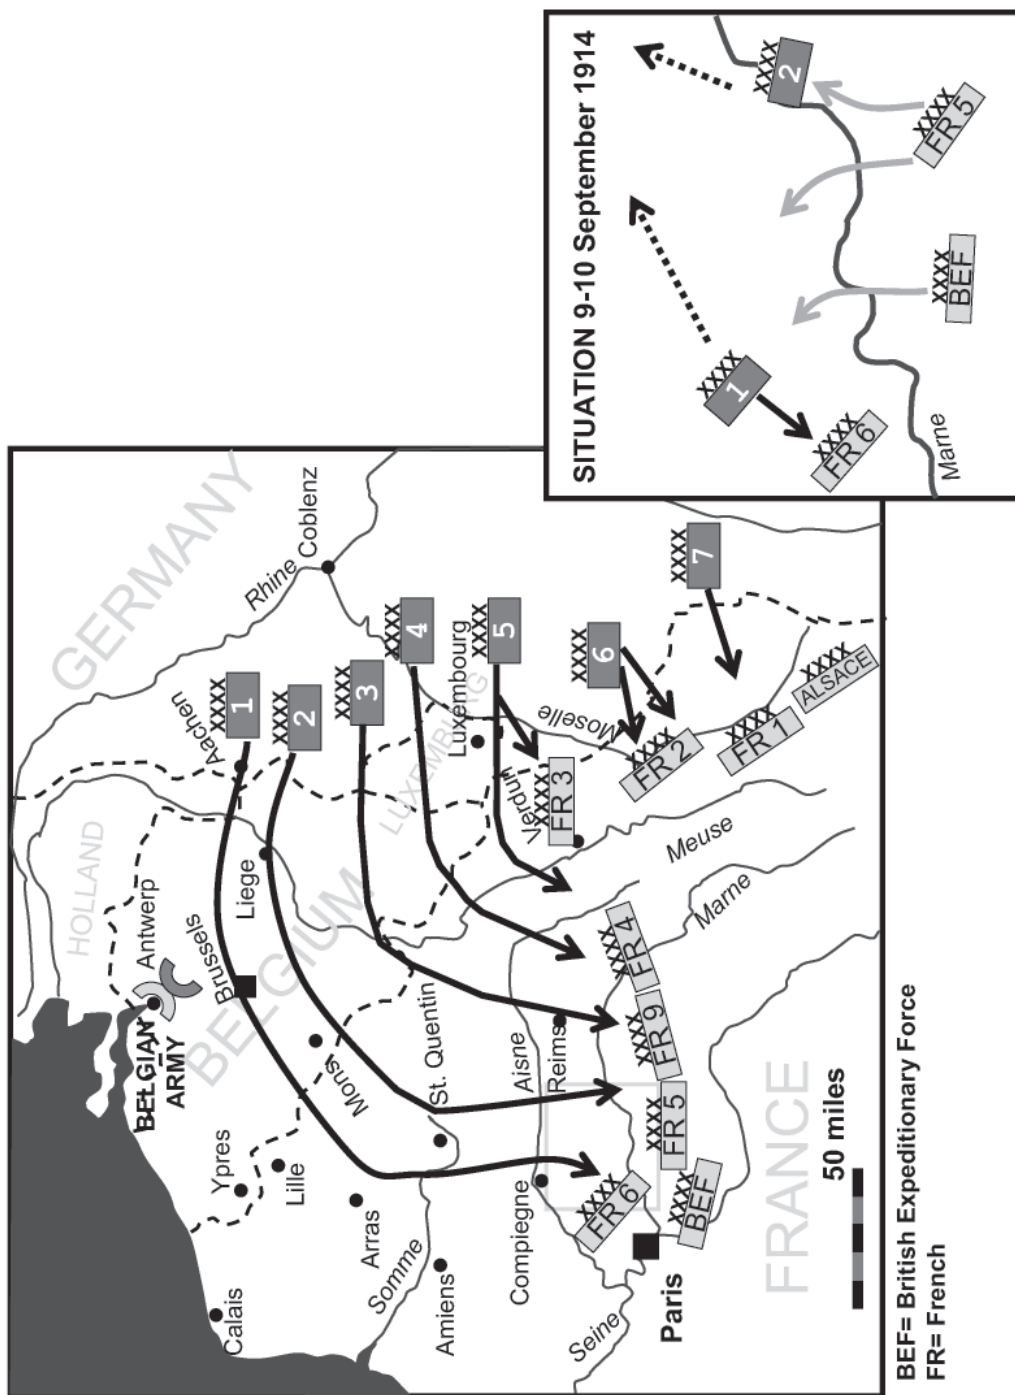 GERMANY
HOLLAND
BELGIUM
LUXEMBURG
FRANCE
Rhine
Coblenz
Aachen
Antwerp
BELGIAN
ARMY
Brussels
Liege
Ypres
Lille
Mons
Calais
Arras
Somme
Amiens
St. Quentin
Luxembourg
Moselle
Verdun
Meuse
Marne
Aisne
Reims
Compiegne
Seine
Paris
XXXX
1
XXXX
2
XXXX
3
XXXX
4
XXXX
5
XXXX
6
XXXX
7
XXXX
FR 6
XXXX
BEF
XXXX
FR 5
XXXX
FR 9
XXXX
FR 4
XXXX
FR 3
XXXX
FR 2
XXXX
FR 1
XXXX
ALSACE
50 miles
BEF= British Expeditionary Force
FR= French
SITUATION 9-10 September 1914
XXXX
1
XXXX
2
XXXX
FR 6
XXXX
BEF
XXXX
FR 5
Marne